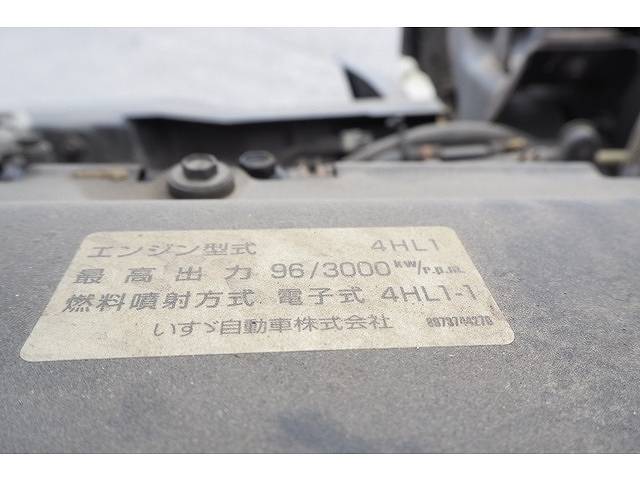 エンジン型式 4HL1
最高出力 96/3000 kW/r.p.m.
燃料噴射方式 電子式 4HL1-1
いすゞ自動車株式会社 8973744270